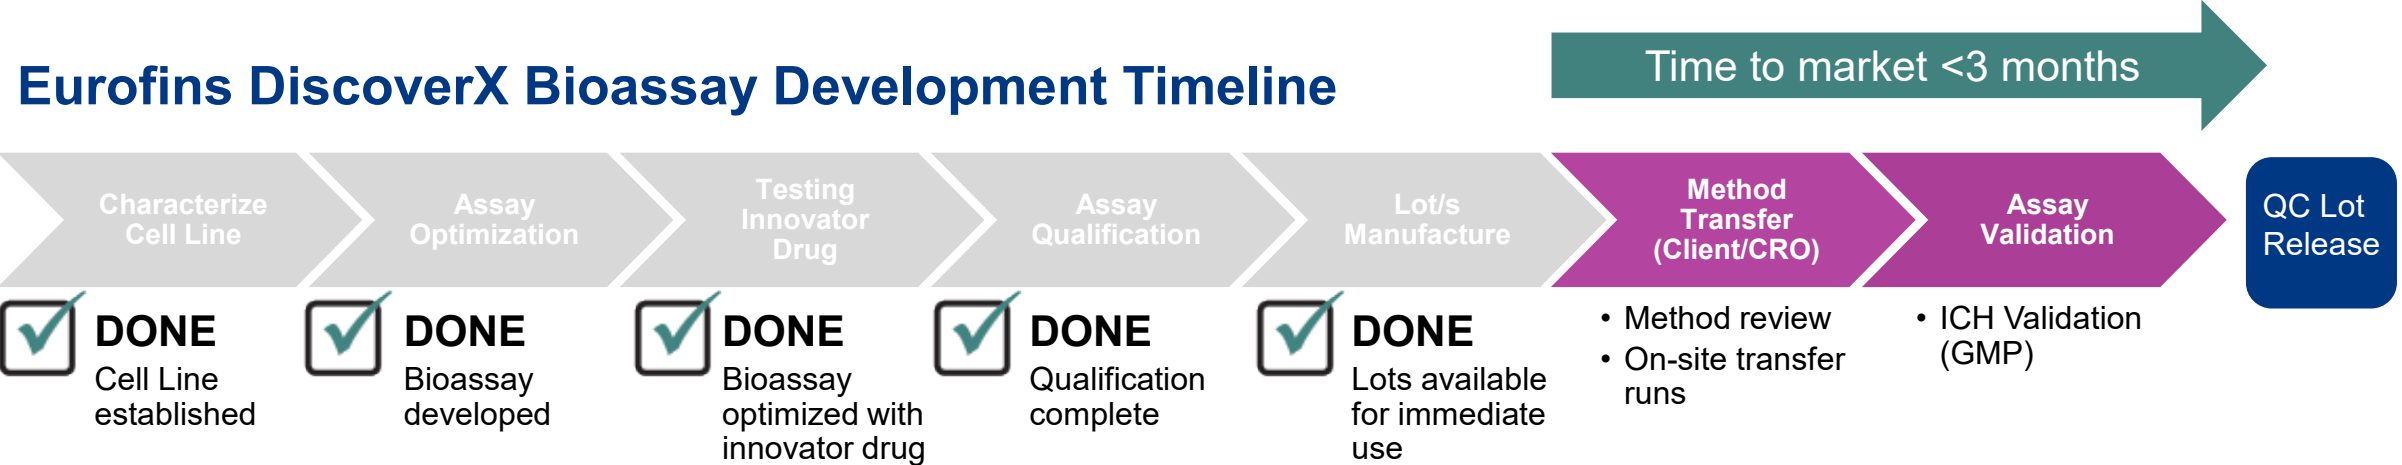 Time to market <3 months
Eurofins DiscoverX Bioassay Development Timeline
Characterize
Cell Line
Assay
Optimization
Testing
Innovator
Drug
Assay
Qualification
Lot/s
Manufacture
Method
Transfer
(Client/CRO)
Assay
Validation
QC Lot
Release
DONE
Cell Line
established
DONE
Bioassay
developed
DONE
Bioassay
optimized with
innovator drug
DONE
Qualification
complete
DONE
Lots available
for immediate
use
• Method review
• On-site transfer
runs
• ICH Validation
(GMP)